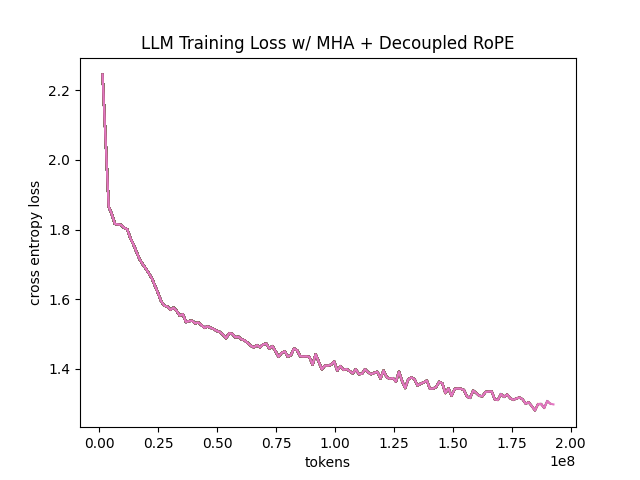 LLM Training Loss w/ MHA + Decoupled RoPE
cross entropy loss
2.2
2.0
1.8
1.6
1.4
0.00 0.25 0.50 0.75 1.00 1.25 1.50 1.75 2.00
1e8
tokens